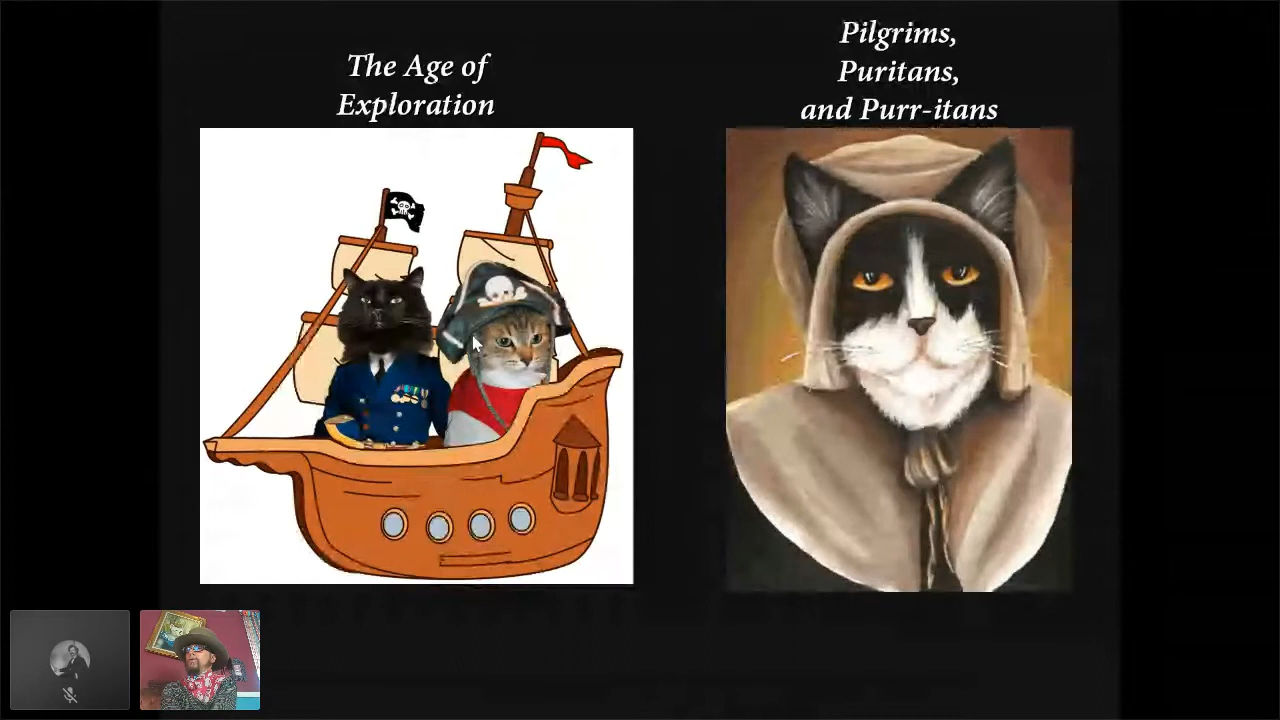 The Age of
Exploration
Pilgrims,
Puritans,
and Purr-itans